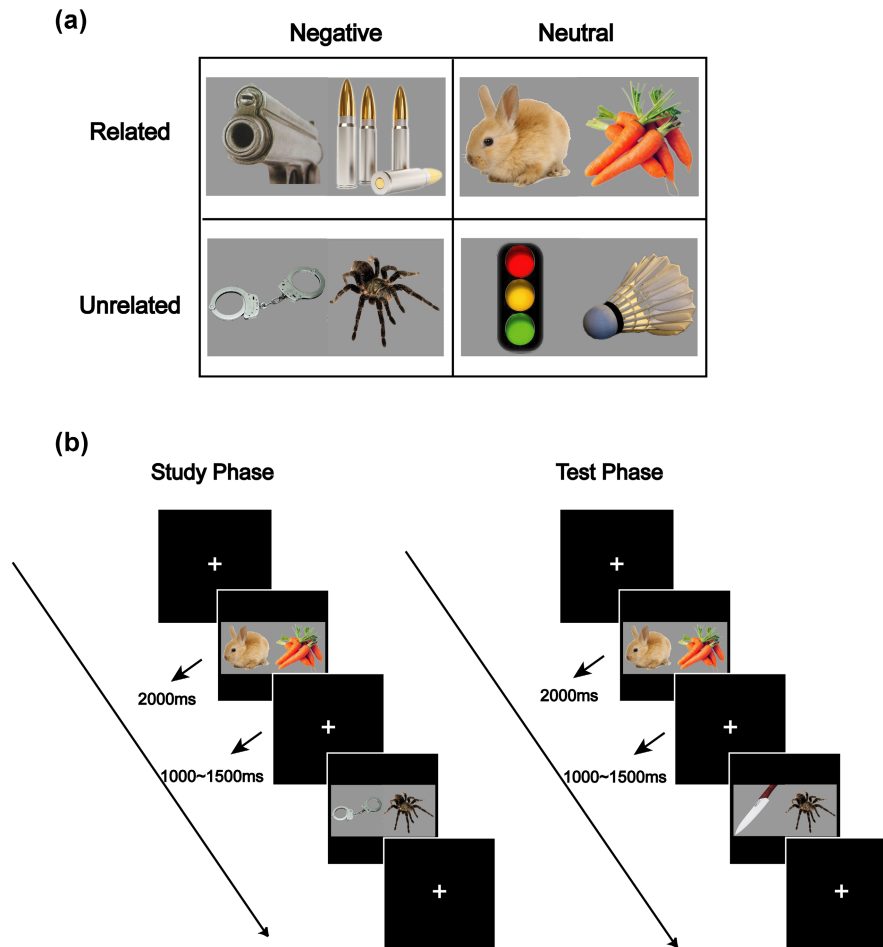 (a)
Negative Neutral
Related
Unrelated
(b)
Study Phase Test Phase
2000ms 2000ms
1000~1500ms 1000~1500ms